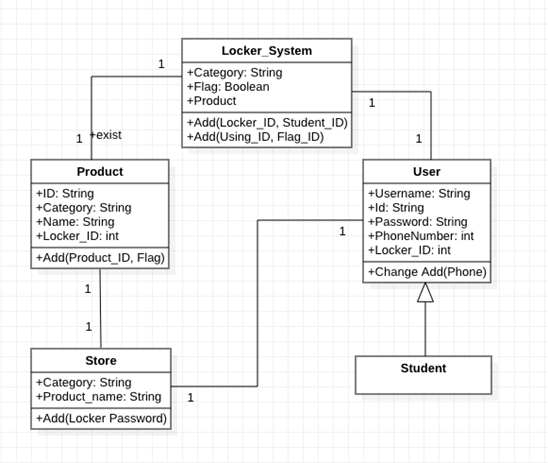 Locker_System
+Category: String
+Flag: Boolean
+Product
+Add(Locker_ID, Student_ID)
+Add(Using_ID, Flag_ID)
1
1
1
+exist
1
Product
+ID: String
+Category: String
+Name: String
+Locker_ID: int
+Add(Product_ID, Flag)
User
+Username: String
+Id: String
+Password: String
+PhoneNumber: int
+Locker_ID: int
+Change Add(Phone)
1
1
1
Store
+Category: String
+Product_name: String
+Add(Locker Password)
1
Student